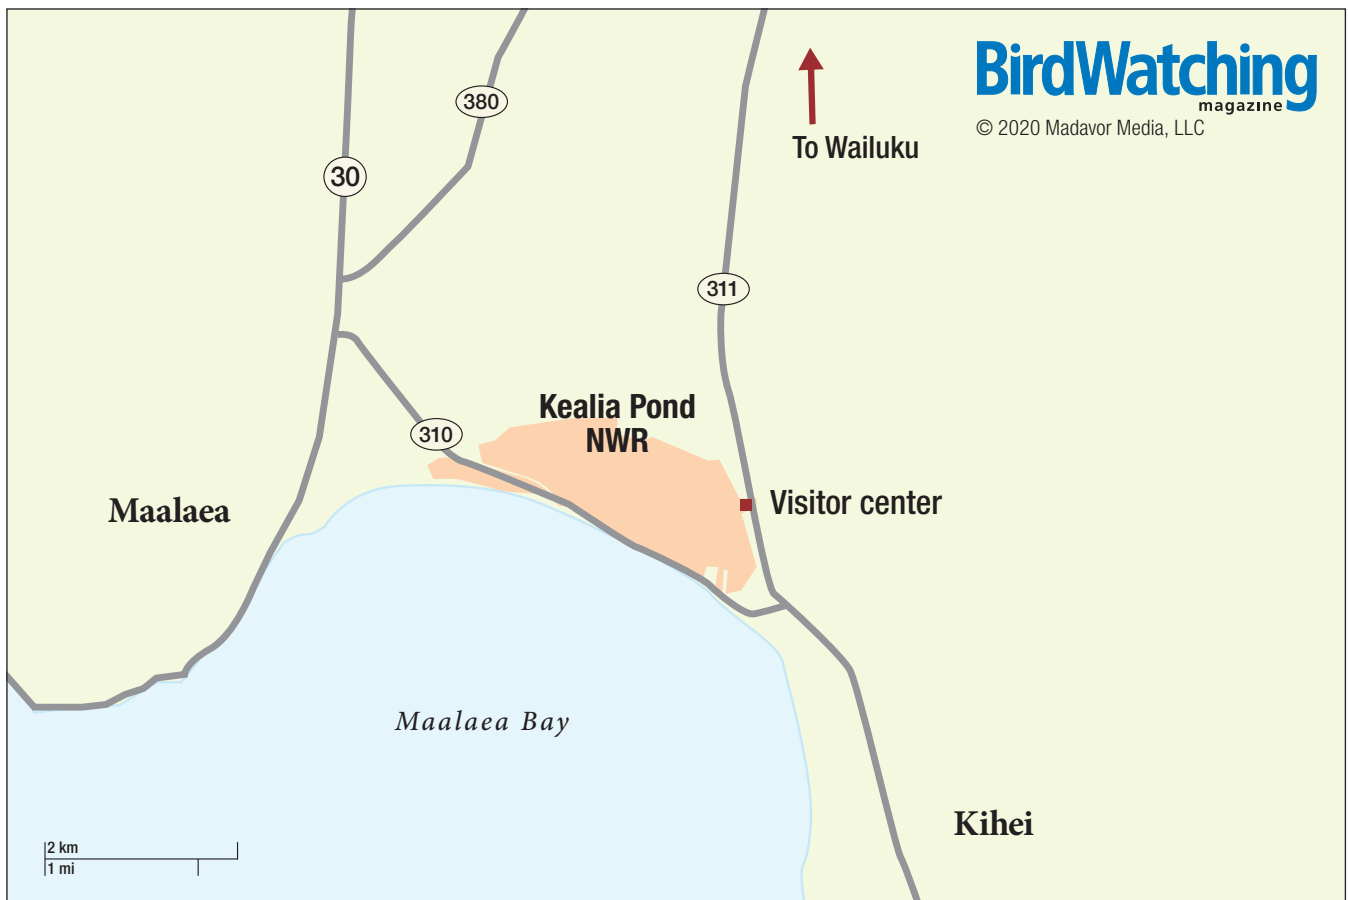 BirdWatching
magazine
© 2020 Madavor Media, LLC
380
To Wailuku
30
311
Kealia Pond
NWR
310
Maalaea
Visitor center
Maalaea Bay
Kihei
2 km
1 mi